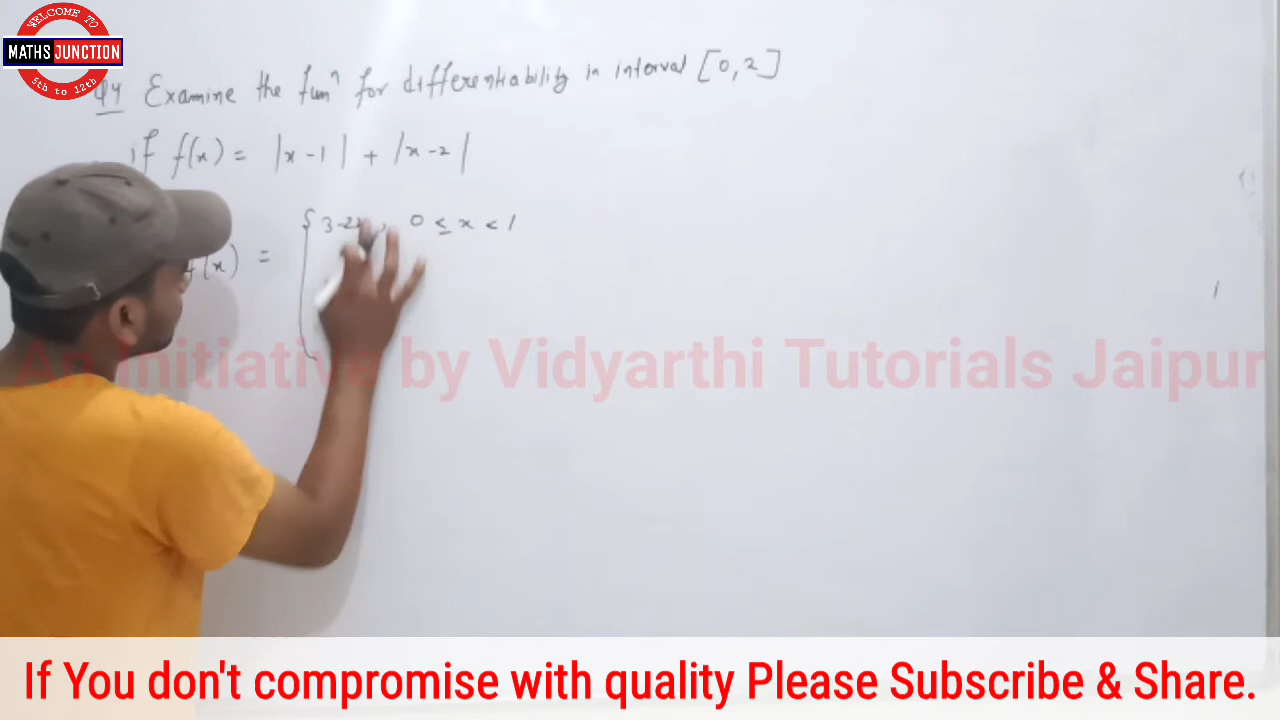 WELCOME TO
MATHS JUNCTION
5th to 12th
Q4 Examine the funⁿ for differentiability in interval [0,2]
if f(x) = |x-1| + |x-2|
{3-2x, 0 ≤ x < 1
f(x) =
An Initiative by Vidyarthi Tutorials Jaipur
If You don't compromise with quality Please Subscribe & Share.